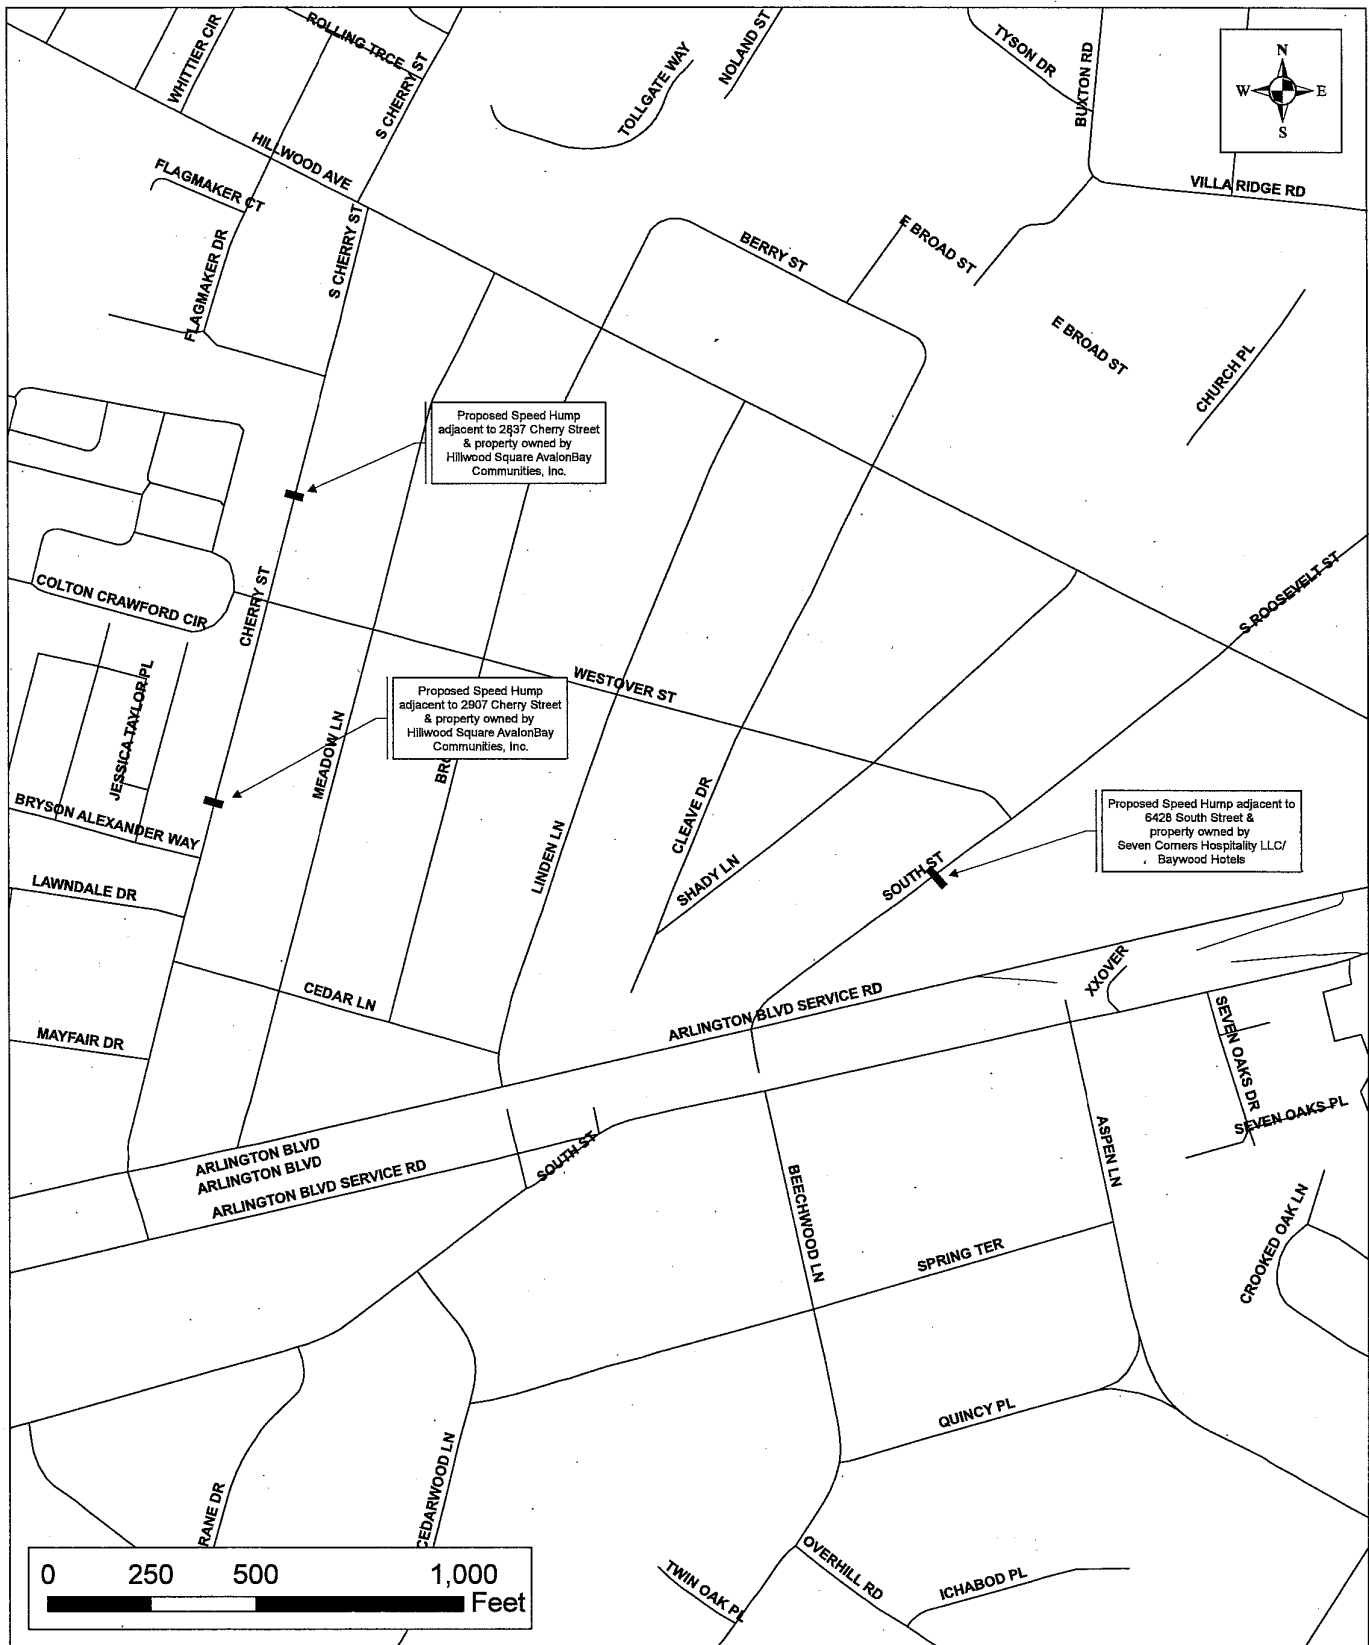 ROLLING TRCE
WHITTIER CIR
S CHERRY ST
TOLLGATE WAY
NOLAND ST
TYSON DR
BUXTON RD
N
W E
S
HILLWOOD AVE
FLAGMAKER CT
VILLA RIDGE RD
FLAGMAKER DR
S CHERRY ST
BERRY ST
E BROAD ST
E BROAD ST
CHURCH PL
Proposed Speed Hump
adjacent to 2837 Cherry Street
& property owned by
Hillwood Square AvalonBay
Communities, Inc.
COLTON CRAWFORD CIR
CHERRY ST
S ROOSEVELT ST
WESTOVER ST
JESSICA TAYLOR PL
MEADOW LN
Proposed Speed Hump
adjacent to 2907 Cherry Street
& property owned by
Hillwood Square AvalonBay
Communities, Inc.
BRYSON ALEXANDER WAY
LINDEN LN
CLEAVE DR
SHADY LN
SOUTH ST
Proposed Speed Hump adjacent to
6428 South Street &
property owned by
Seven Corners Hospitality LLC/
Baywood Hotels
LAWNDALE DR
CEDAR LN
ARLINGTON BLVD SERVICE RD
XXOVER
MAYFAIR DR
SEVEN OAKS DR
SEVEN OAKS PL
ARLINGTON BLVD
ARLINGTON BLVD
ARLINGTON BLVD SERVICE RD
SOUTH ST
BEECHWOOD LN
ASPEN LN
CROOKED OAK LN
SPRING TER
QUINCY PL
RANE DR
CEDARWOOD LN
TWIN OAK PL
OVERHILL RD
ICHABOD PL
0 250 500 1,000
Feet